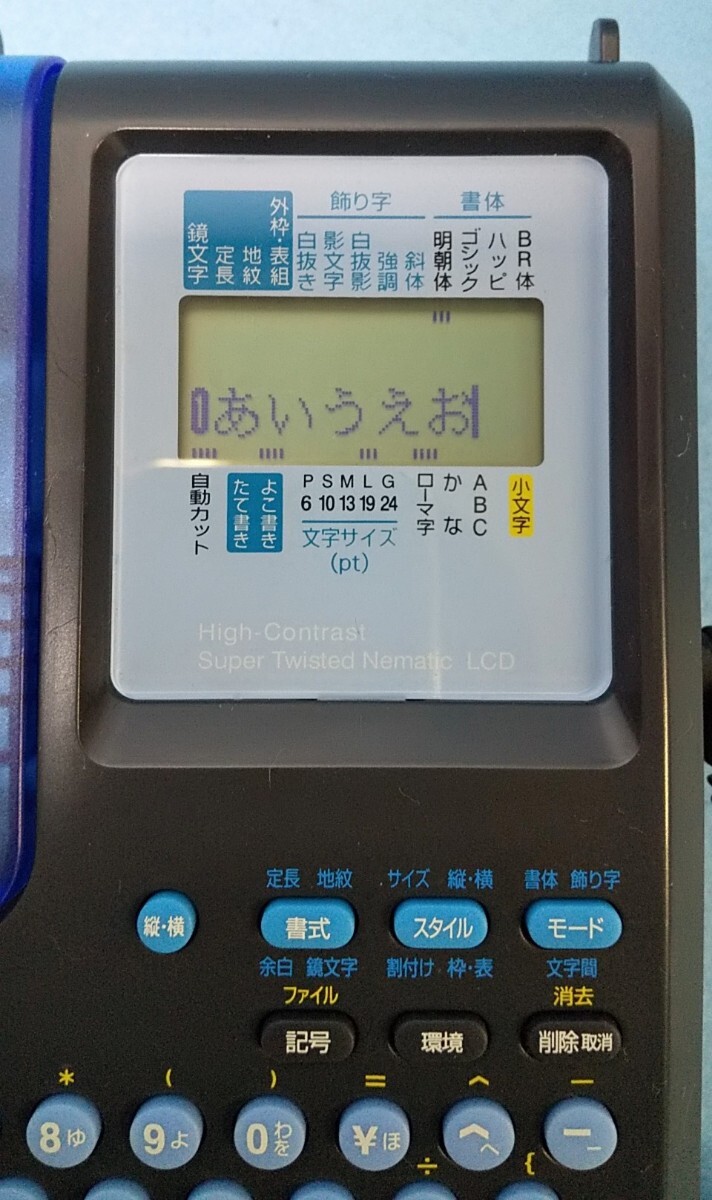 飾り字 書体
鏡文字 定長 地紋 外枠・表組 白抜き 影文字 白抜影 強調 斜体 明朝体 ゴシック ハッピ BR体
1あいうえお
自動カット たて書き よこ書き P S M L G ローマ字 かな ABC 小文字
6 10 13 19 24
文字サイズ
(pt)
High-Contrast
Super Twisted Nematic LCD
定長 地紋 サイズ 縦・横 書体 飾り字
縦・横 書式 スタイル モード
余白 鏡文字 割付け 枠・表 文字間
ファイル 消去
記号 環境 削除 取消
* ( ) = ^ —
8 ゆ 9 よ 0 わ を ¥ ほ ^ へ — _
÷ {